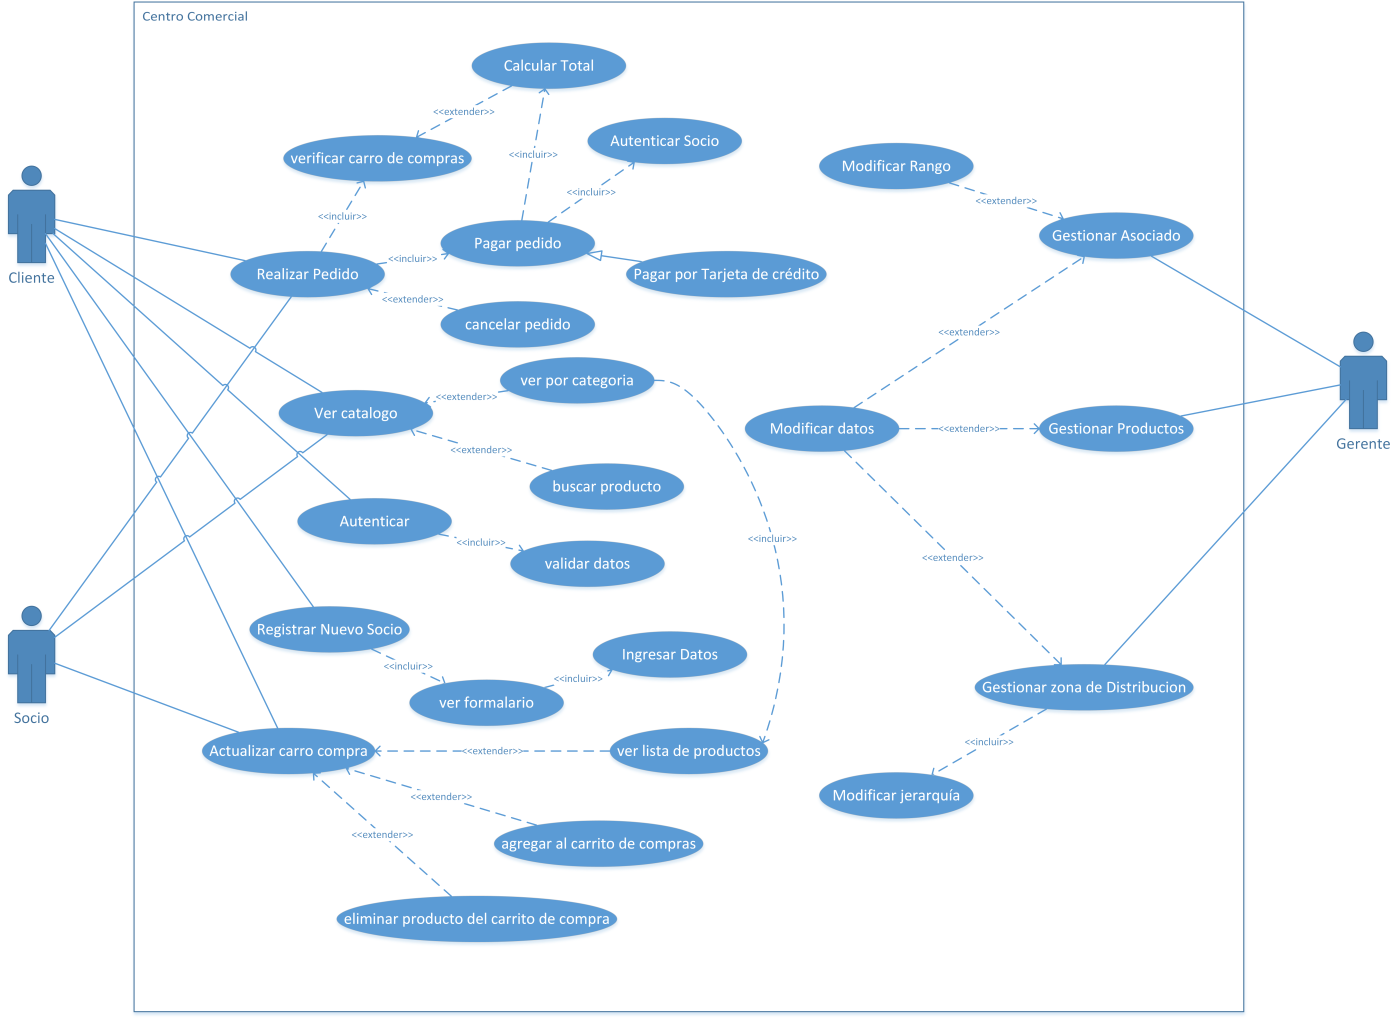 Centro Comercial
Calcular Total
<<extender>>
Autenticar Socio
verificar carro de compras
<<incluir>>
Modificar Rango
<<incluir>>
<<extender>>
<<incluir>>
Gestionar Asociado
Pagar pedido
<<incluir>>
Cliente
Realizar Pedido
Pagar por Tarjeta de crédito
<<extender>>
cancelar pedido
<<extender>>
ver por categoria
<<extender>>
Ver catalogo
Modificar datos
<<extender>>
Gestionar Productos
Gerente
<<extender>>
buscar producto
Autenticar
<<incluir>>
<<incluir>>
validar datos
<<extender>>
Registrar Nuevo Socio
Ingresar Datos
<<incluir>>
<<incluir>>
ver formalario
Gestionar zona de Distribucion
Socio
<<incluir>>
Actualizar carro compra
<<extender>>
ver lista de productos
Modificar jerarquía
<<extender>>
<<extender>>
agregar al carrito de compras
eliminar producto del carrito de compra